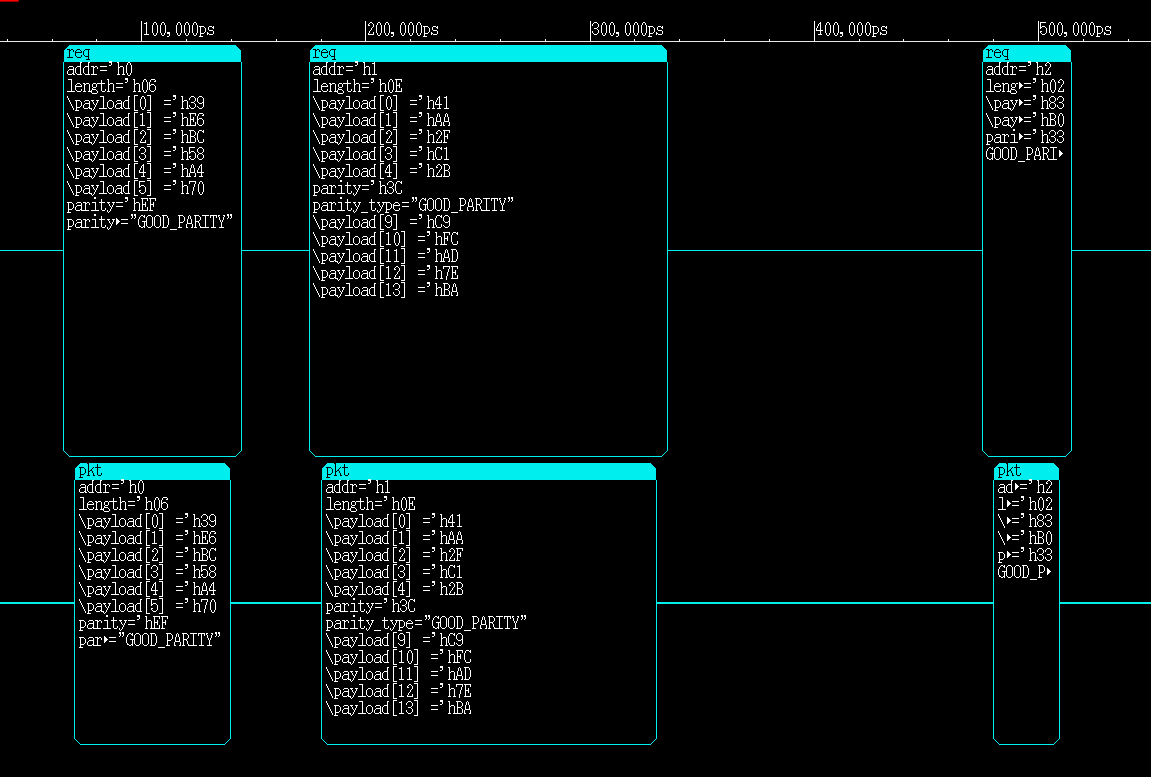 100,000ps 200,000ps 300,000ps 400,000ps 500,000ps
req
addr='h0
length='h06
\payload[0] ='h39
\payload[1] ='hE6
\payload[2] ='hBC
\payload[3] ='h58
\payload[4] ='hA4
\payload[5] ='h70
parity='hEF
parity▸="GOOD_PARITY"
req
addr='h1
length='h0E
\payload[0] ='h41
\payload[1] ='hAA
\payload[2] ='h2F
\payload[3] ='hC1
\payload[4] ='h2B
parity='h3C
parity_type="GOOD_PARITY"
\payload[9] ='hC9
\payload[10] ='hFC
\payload[11] ='hAD
\payload[12] ='h7E
\payload[13] ='hBA
req
addr='h2
leng▸='h02
\pay▸='h83
\pay▸='hB0
pari▸='h33
GOOD_PARI▸
pkt
addr='h0
length='h06
\payload[0] ='h39
\payload[1] ='hE6
\payload[2] ='hBC
\payload[3] ='h58
\payload[4] ='hA4
\payload[5] ='h70
parity='hEF
par▸="GOOD_PARITY"
pkt
addr='h1
length='h0E
\payload[0] ='h41
\payload[1] ='hAA
\payload[2] ='h2F
\payload[3] ='hC1
\payload[4] ='h2B
parity='h3C
parity_type="GOOD_PARITY"
\payload[9] ='hC9
\payload[10] ='hFC
\payload[11] ='hAD
\payload[12] ='h7E
\payload[13] ='hBA
pkt
ad▸='h2
l▸='h02
\▸='h83
\▸='hB0
p▸='h33
GOOD_P▸